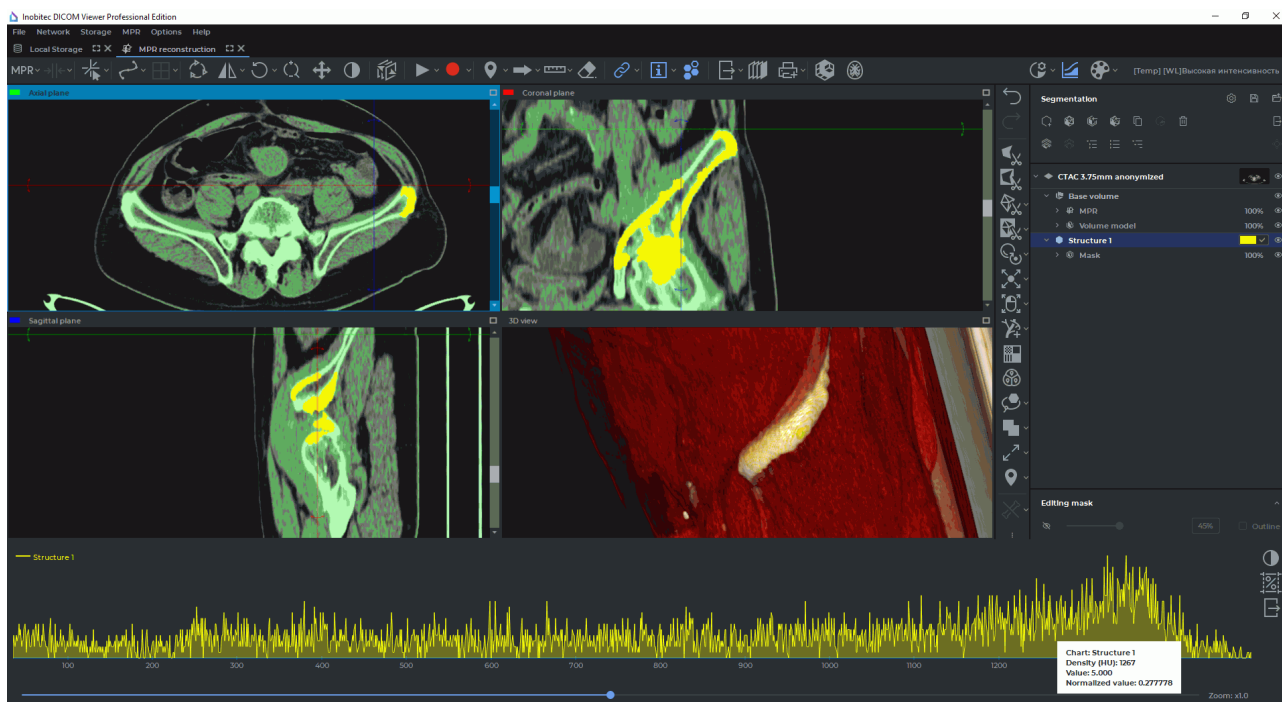 Inobitec DICOM Viewer Professional Edition
File Network Storage MPR Options Help
Local Storage MPR reconstruction
MPR [Temp] [WL]Высокая интенсивность
Axial plane
Coronal plane
Sagittal plane
3D view
Segmentation
CTAC 3.75mm anonymized
Base volume
MPR 100%
Volume model 100%
Structure 1
Mask 100%
Editing mask
45% Outline
Structure 1
100 200 300 400 500 600 700 800 900 1000 1100 1200
Chart: Structure 1
Density (HU): 1267
Value: 5.000
Normalized value: 0.277778
Zoom: x1.0